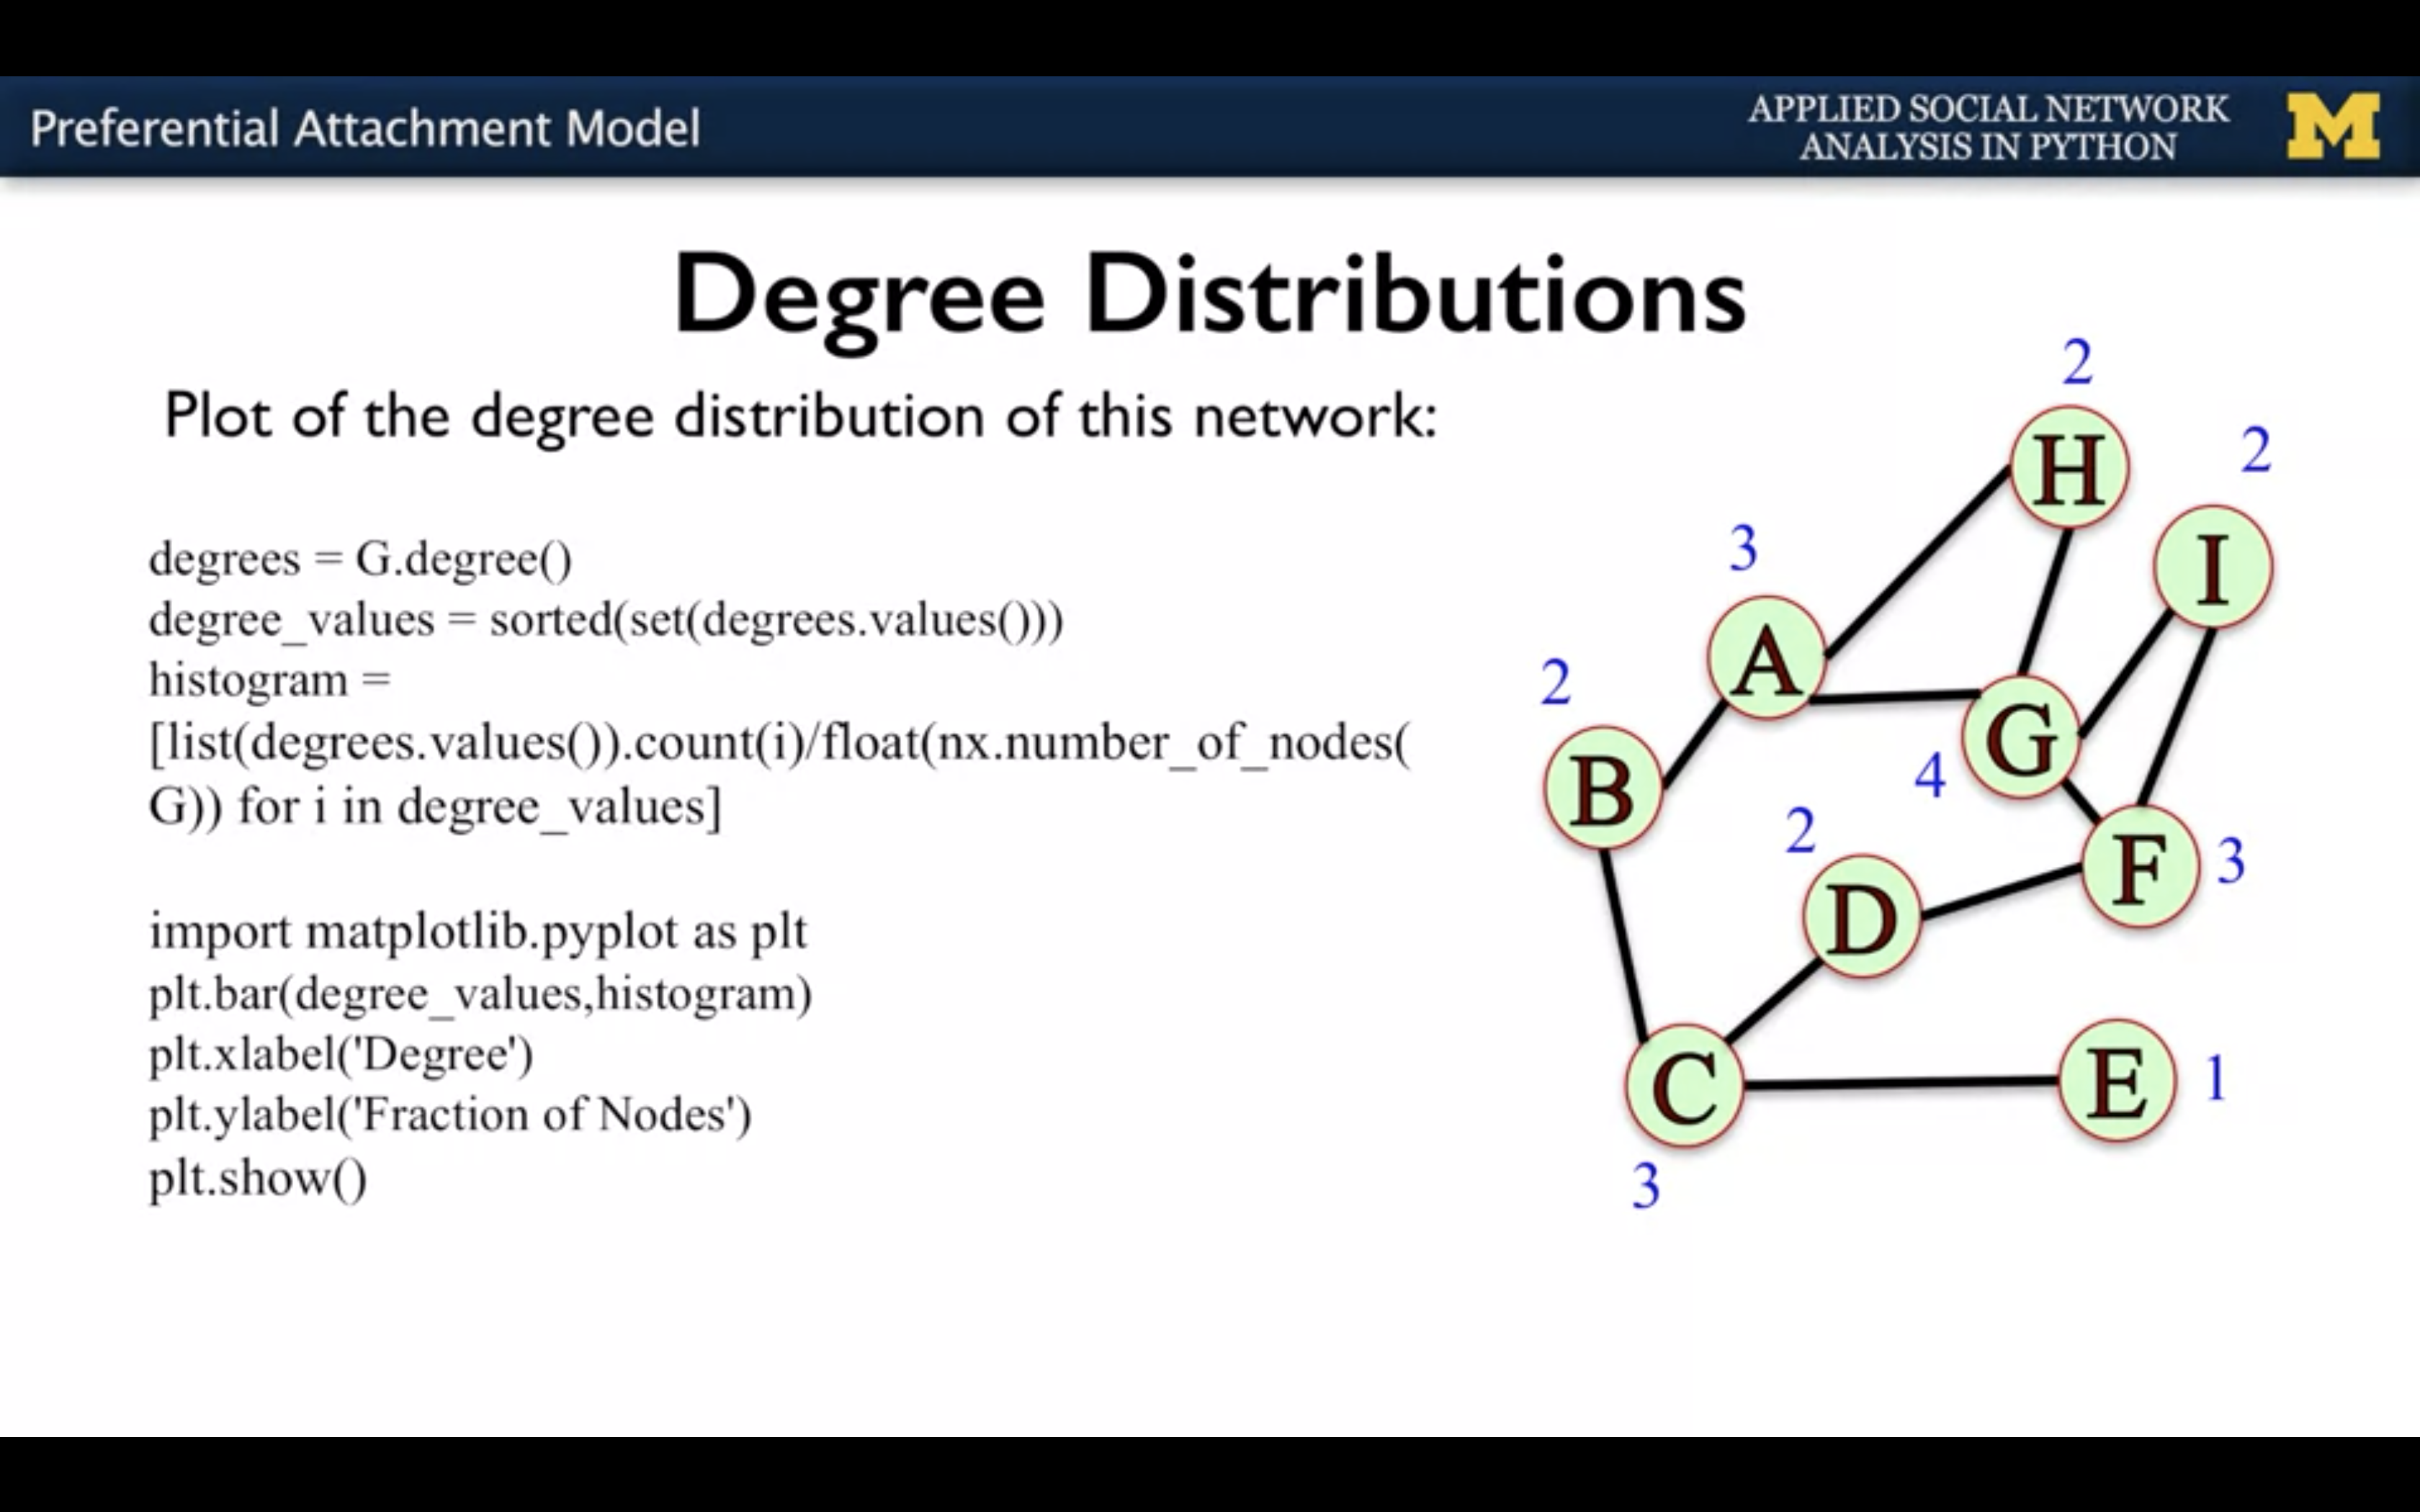 Preferential Attachment Model
APPLIED SOCIAL NETWORK
ANALYSIS IN PYTHON
M
Degree Distributions
Plot of the degree distribution of this network:
degrees = G.degree()
degree_values = sorted(set(degrees.values()))
histogram =
[list(degrees.values()).count(i)/float(nx.number_of_nodes(
G)) for i in degree_values]
import matplotlib.pyplot as plt
plt.bar(degree_values,histogram)
plt.xlabel('Degree')
plt.ylabel('Fraction of Nodes')
plt.show()
2
H
2
I
3
A
2
B
G
4
2
D
F
3
C
3
E
1